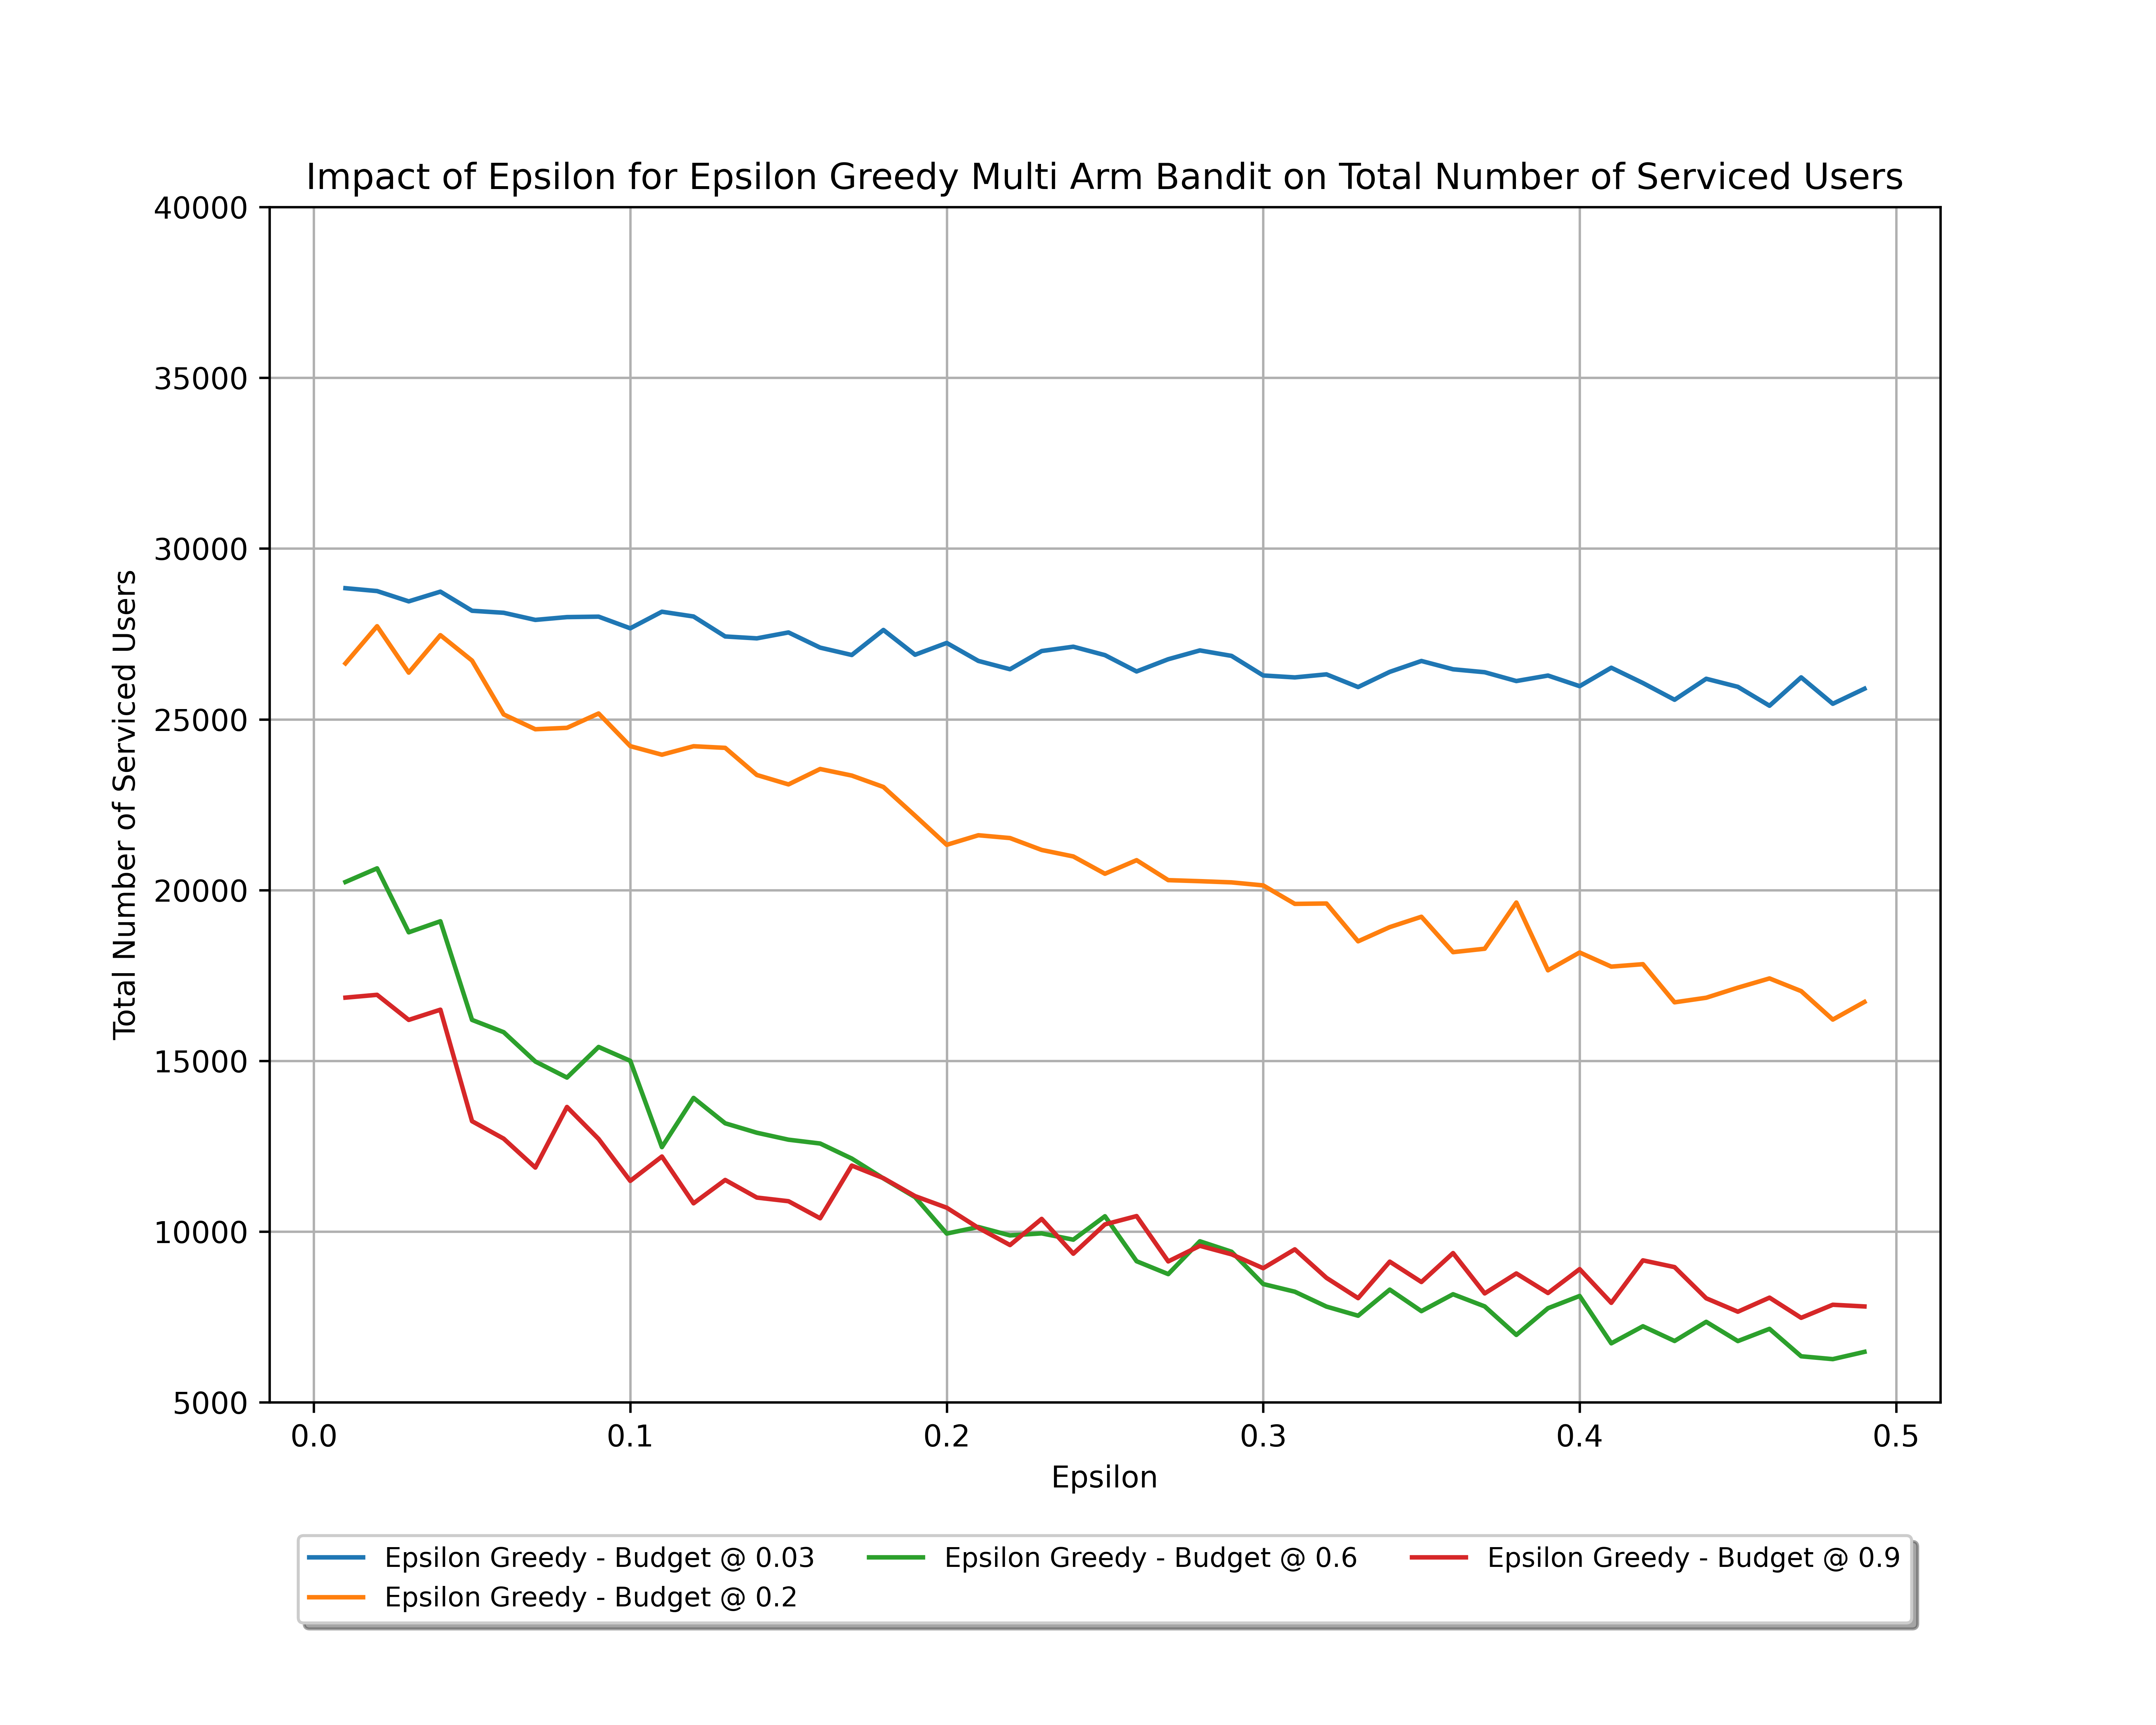 Impact of Epsilon for Epsilon Greedy Multi Arm Bandit on Total Number of Serviced Users
40000
35000
30000
25000
20000
15000
10000
5000
Total Number of Serviced Users
0.0 0.1 0.2 0.3 0.4 0.5
Epsilon
Epsilon Greedy - Budget @ 0.03 Epsilon Greedy - Budget @ 0.6 Epsilon Greedy - Budget @ 0.9
Epsilon Greedy - Budget @ 0.2